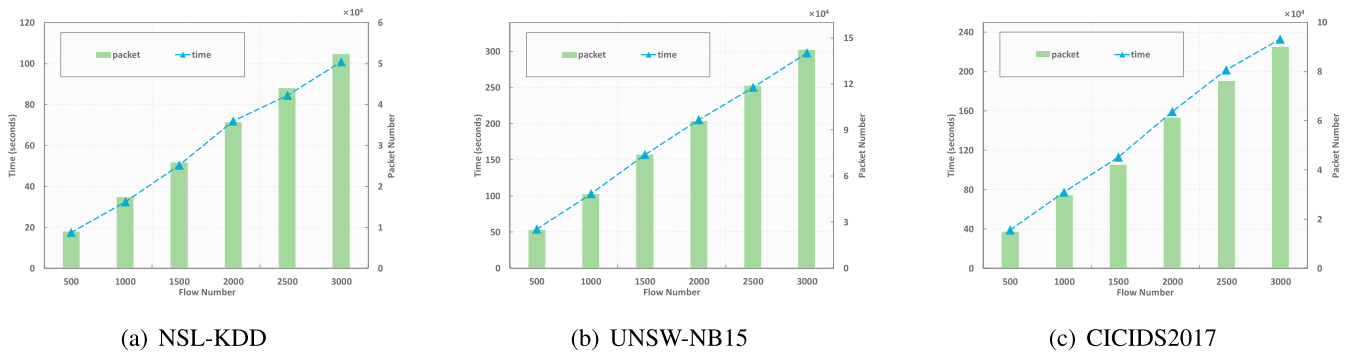 ×10⁴
120
100
80
60
40
20
0
Time (seconds)
packet
time
6
5
4
3
2
1
0
Packet Number
500 1000 1500 2000 2500 3000
Flow Number
(a) NSL-KDD
×10⁴
300
250
200
150
100
50
0
Time (seconds)
packet
time
15
12
9
6
3
0
Packet Number
500 1000 1500 2000 2500 3000
Flow Number
(b) UNSW-NB15
×10⁴
240
200
160
120
80
40
0
Time (seconds)
packet
time
10
8
6
4
2
0
Packet Number
500 1000 1500 2000 2500 3000
Flow Number
(c) CICIDS2017